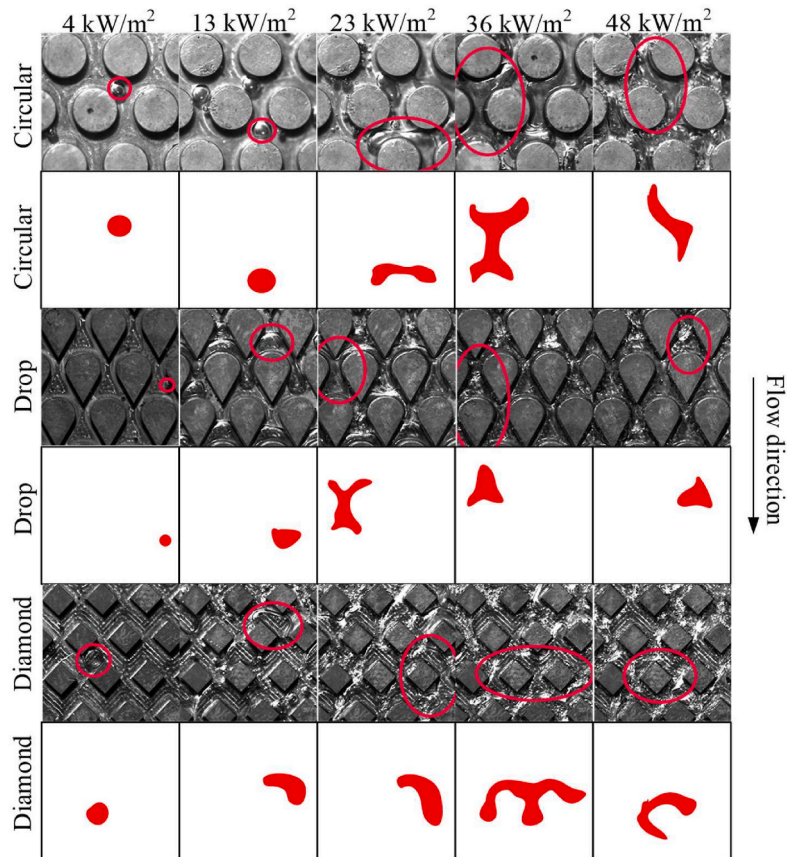 4 kW/m² 13 kW/m² 23 kW/m² 36 kW/m² 48 kW/m²
Circular
Circular
Drop
Drop
Diamond
Diamond
Flow direction